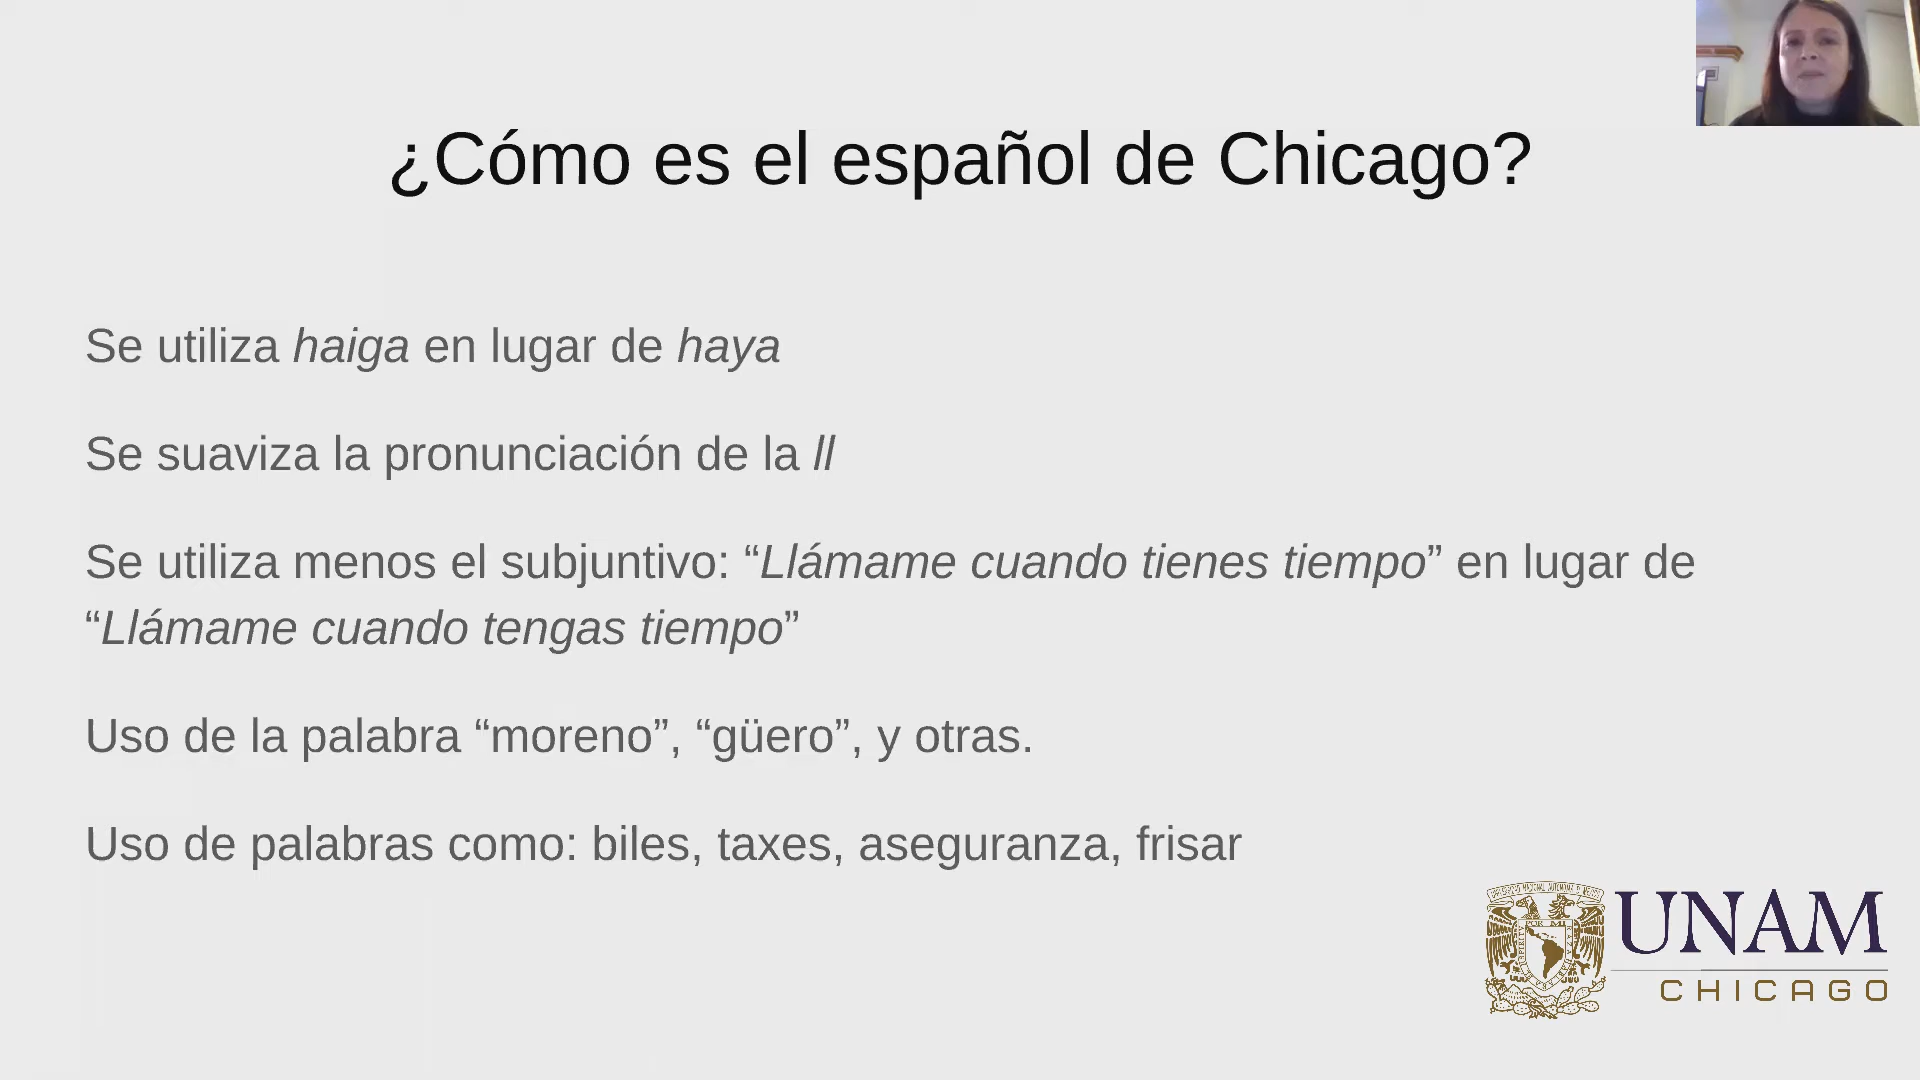 ¿Cómo es el español de Chicago?
Se utiliza haiga en lugar de haya
Se suaviza la pronunciación de la ll
Se utiliza menos el subjuntivo: “Llámame cuando tienes tiempo” en lugar de
“Llámame cuando tengas tiempo”
Uso de la palabra “moreno”, “güero”, y otras.
Uso de palabras como: biles, taxes, aseguranza, frisar
UNAM
CHICAGO